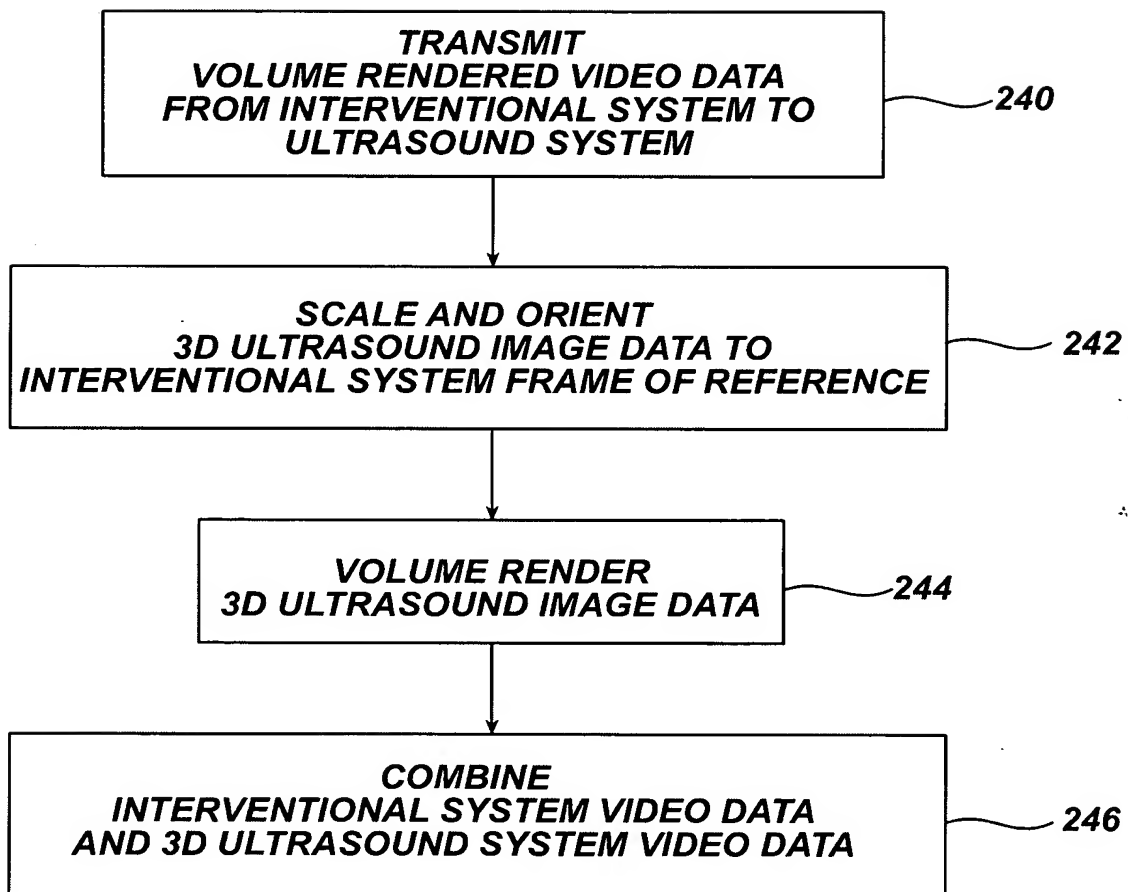 TRANSMIT
VOLUME RENDERED VIDEO DATA
FROM INTERVENTIONAL SYSTEM TO
ULTRASOUND SYSTEM
240
SCALE AND ORIENT
3D ULTRASOUND IMAGE DATA TO
INTERVENTIONAL SYSTEM FRAME OF REFERENCE
242
VOLUME RENDER
3D ULTRASOUND IMAGE DATA
244
COMBINE
INTERVENTIONAL SYSTEM VIDEO DATA
AND 3D ULTRASOUND SYSTEM VIDEO DATA
246